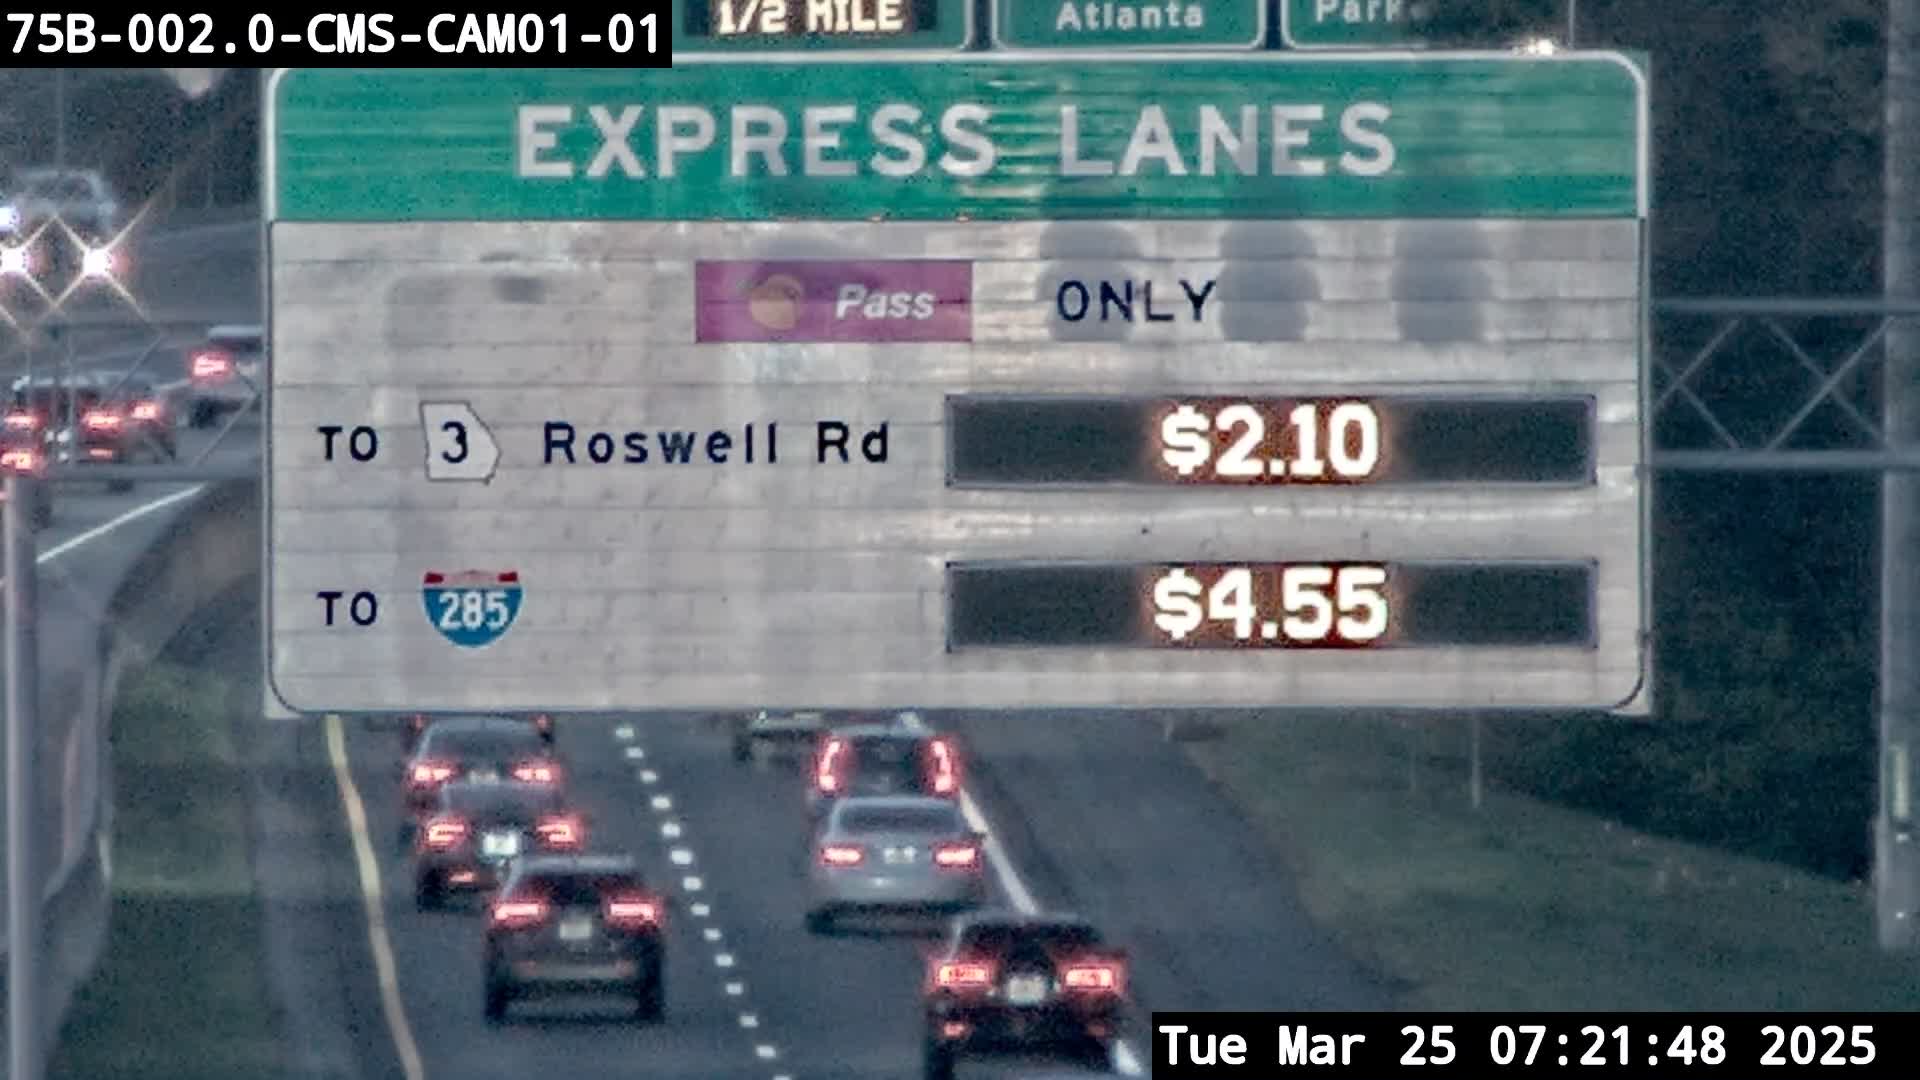 75B-002.0-CMS-CAM01-01
1/2 MILE
Atlanta
Park
EXPRESS LANES
Pass ONLY
TO 3 Roswell Rd $2.10
TO 285 $4.55
Tue Mar 25 07:21:48 2025